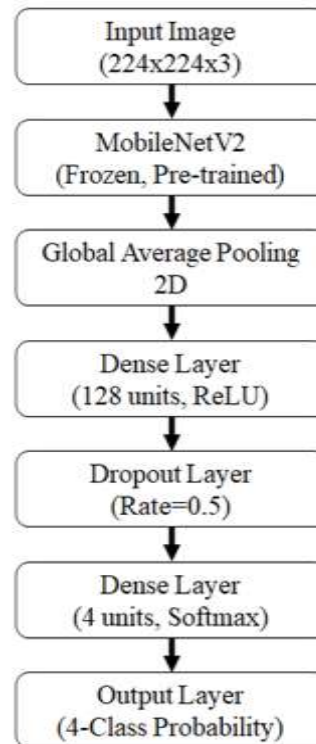 Input Image
(224x224x3)
MobileNetV2
(Frozen, Pre-trained)
Global Average Pooling
2D
Dense Layer
(128 units, ReLU)
Dropout Layer
(Rate=0.5)
Dense Layer
(4 units, Softmax)
Output Layer
(4-Class Probability)